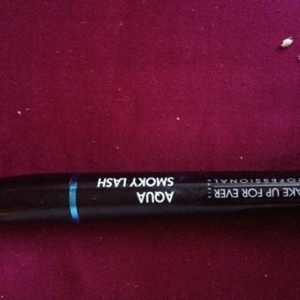 AQUA
SMOKY LASH
AKE UP FOR EVER
OFESSIONAL